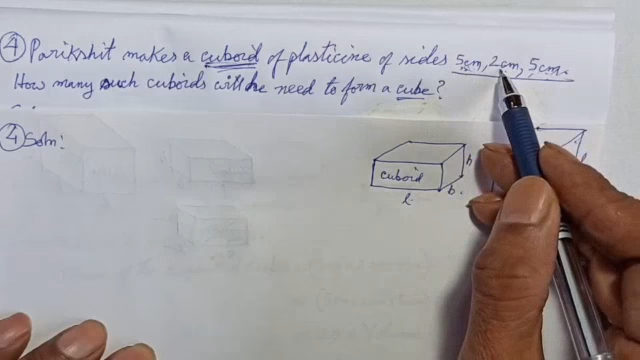 ④ Parikshit makes a cuboid of plasticine of sides 5cm, 2cm, 5cm.
How many such cuboids will he need to form a cube?
④ Soln:
cuboid
h
b
l